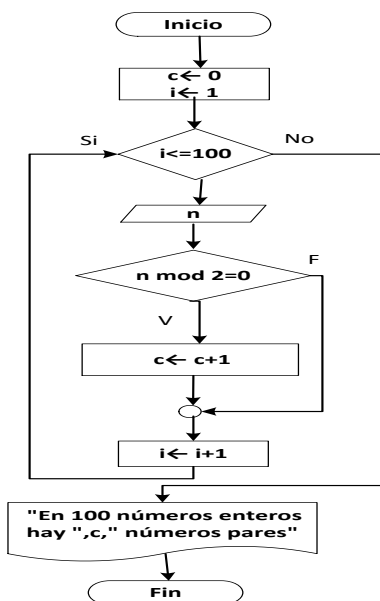 Inicio
c← 0
i← 1
Si
i<=100
No
n
n mod 2=0
F
V
c← c+1
i← i+1
"En 100 números enteros
hay ",c," números pares"
Fin